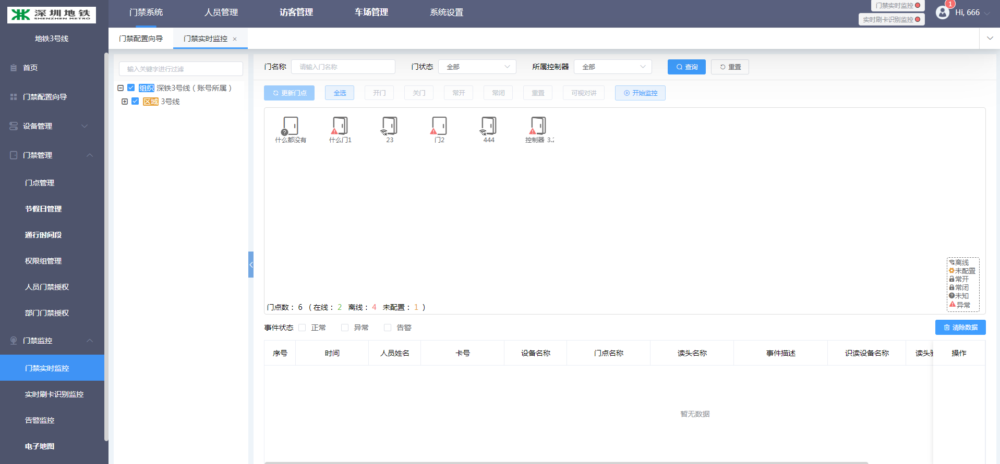 深圳地铁
SHENZHEN METRO
门禁系统
人员管理
访客管理
车场管理
系统设置
门禁实时监控
实时刷卡识别监控
1
Hi, 666
地铁3号线
首页
门禁配置向导
设备管理
门禁管理
门点管理
节假日管理
通行时间段
权限组管理
人员门禁授权
部门门禁授权
门禁监控
门禁实时监控
实时刷卡识别监控
告警监控
电子地图
门禁配置向导
门禁实时监控 ×
输入关键字进行过滤
组织 深铁3号线（账号所属）
区域 3号线
门名称 请输入门名称 门状态 全部 所属控制器 全部 查询 重置
更新门点 全选 开门 关门 常开 常闭 重置 可视对讲 开始监控
什么都没有 什么门1 23 门2 444 控制器 3.2
离线
未配置
常开
常闭
未知
异常
门点数： 6 （在线： 2 离线： 4 未配置： 1 ）
事件状态 正常 异常 告警 清除数据
序号 时间 人员姓名 卡号 设备名称 门点名称 读头名称 事件描述 识读设备名称 读头 操作
暂无数据